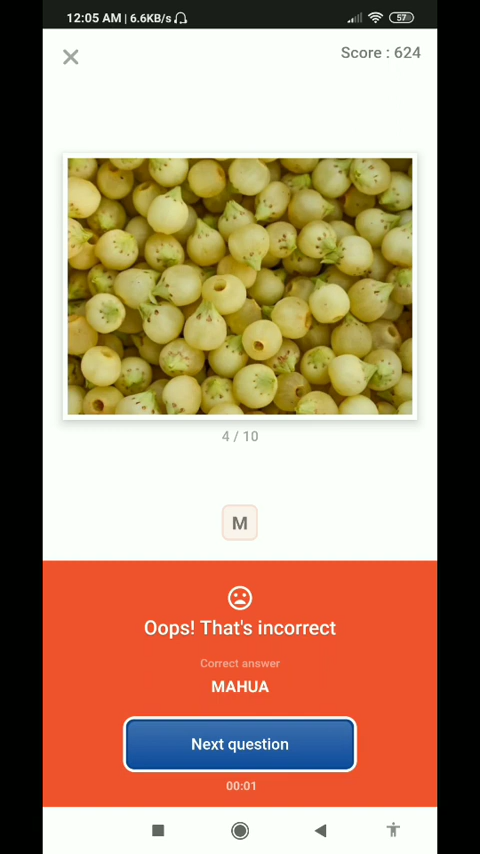 12:05 AM | 6.6KB/s
57
Score : 624
4 / 10
M
Oops! That's incorrect
Correct answer
MAHUA
Next question
00:01